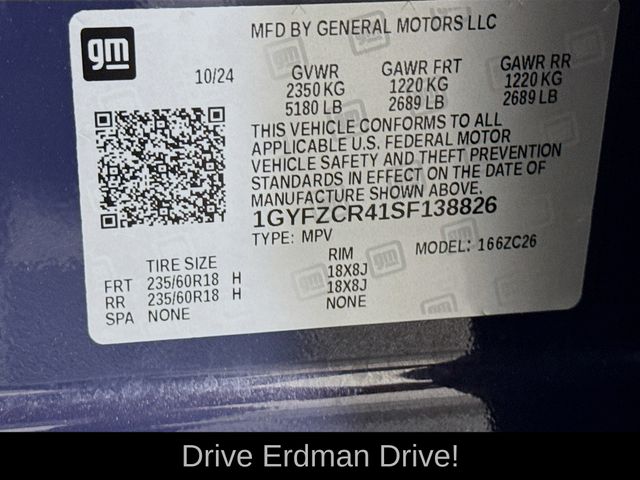 gm
MFD BY GENERAL MOTORS LLC
10/24
GVWR GAWR FRT GAWR RR
2350 KG 1220 KG 1220 KG
5180 LB 2689 LB 2689 LB
THIS VEHICLE CONFORMS TO ALL
APPLICABLE U.S. FEDERAL MOTOR
VEHICLE SAFETY AND THEFT PREVENTION
STANDARDS IN EFFECT ON THE DATE OF
MANUFACTURE SHOWN ABOVE.
1GYFZCR41SF138826
TYPE: MPV MODEL: 166ZC26
TIRE SIZE RIM
FRT 235/60R18 H 18X8J
RR 235/60R18 H 18X8J
SPA NONE NONE
Drive Erdman Drive!